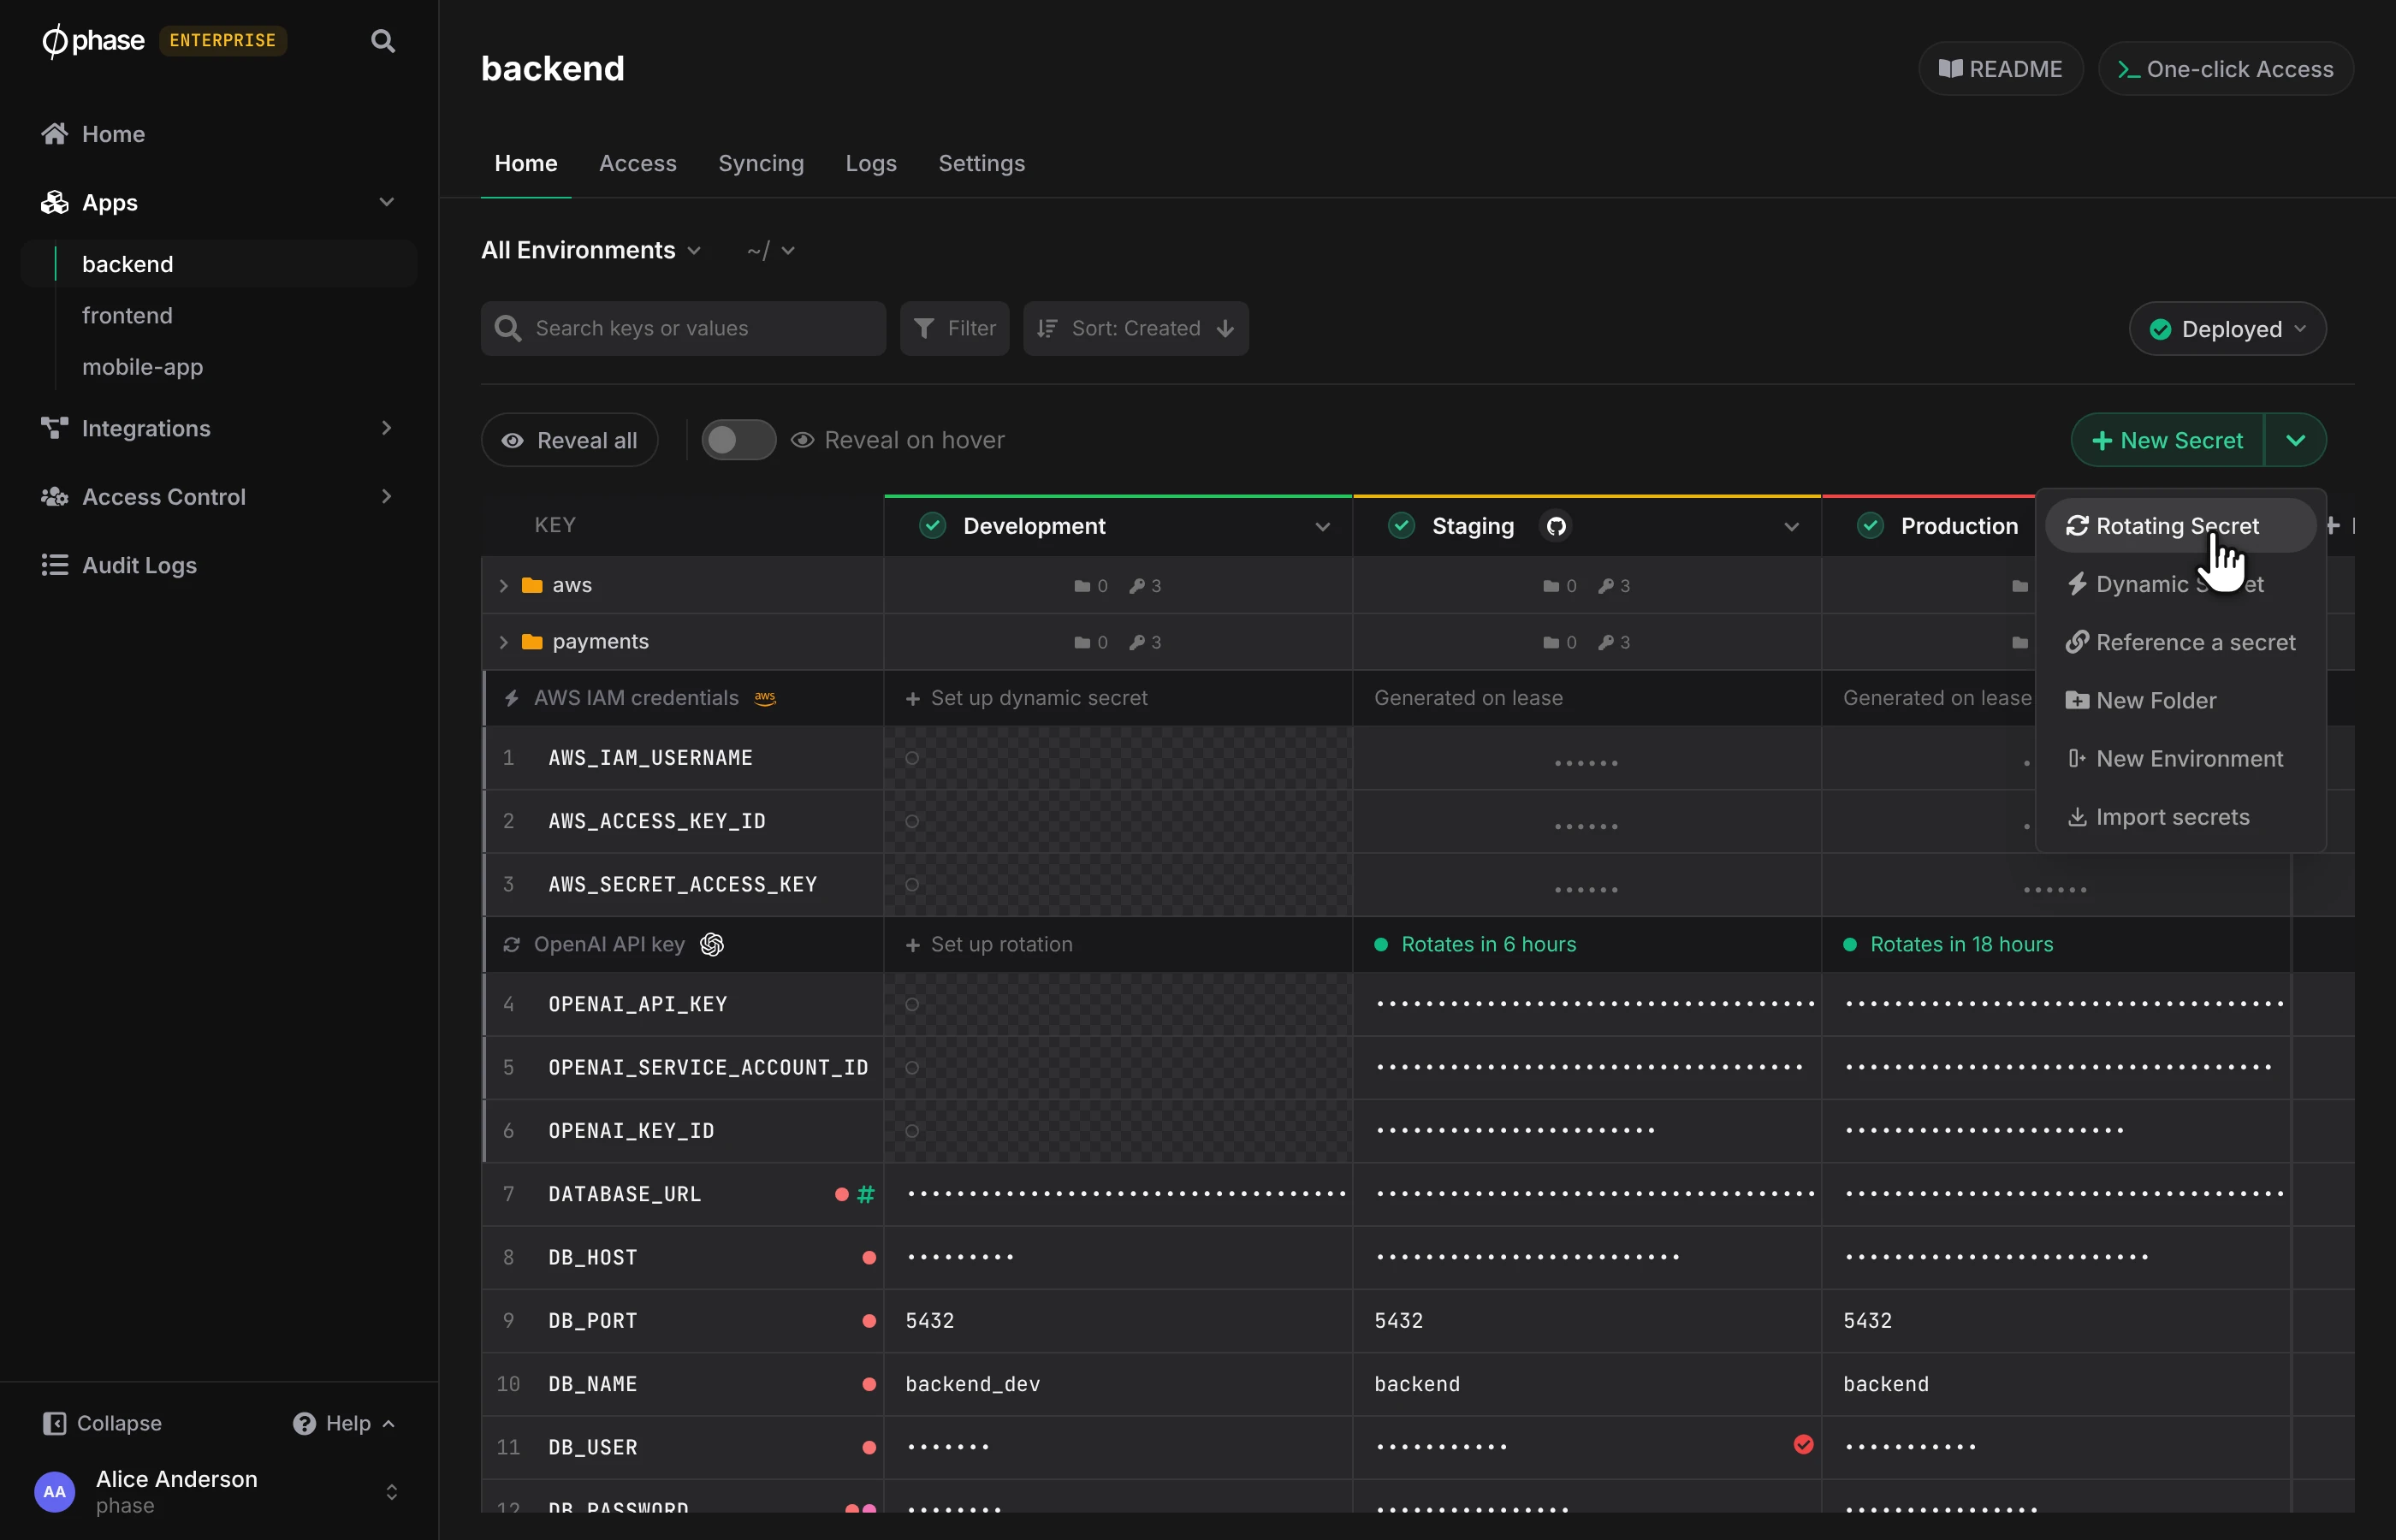 phase ENTERPRISE
Home
Apps
backend
frontend
mobile-app
Integrations
Access Control
Audit Logs
Collapse
Help
AA
Alice Anderson
phase
backend
README
One-click Access
Home Access Syncing Logs Settings
All Environments ~/
Search keys or values
Filter
Sort: Created
Deployed
Reveal all
Reveal on hover
+ New Secret
KEY Development Staging Production
Rotating Secret
Dynamic
Reference a secret
New Folder
New Environment
Import secrets
aws 0 3 0 3
payments 0 3 0 3
AWS IAM credentials aws + Set up dynamic secret Generated on lease Generated on lease
1 AWS_IAM_USERNAME ••••••
2 AWS_ACCESS_KEY_ID ••••••
3 AWS_SECRET_ACCESS_KEY •••••• ••••••
OpenAI API key + Set up rotation Rotates in 6 hours Rotates in 18 hours
4 OPENAI_API_KEY
5 OPENAI_SERVICE_ACCOUNT_ID
6 OPENAI_KEY_ID
7 DATABASE_URL #
8 DB_HOST
9 DB_PORT 5432 5432 5432
10 DB_NAME backend_dev backend backend
11 DB_USER
12 DB_PASSWORD